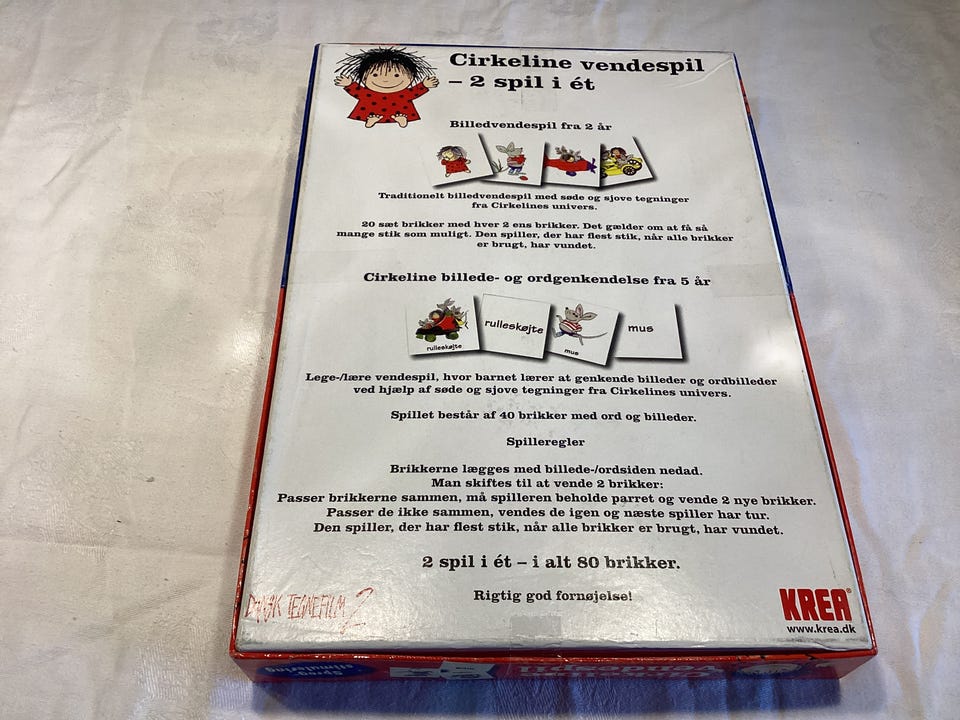 Cirkeline vendespil
– 2 spil i ét
Billedvendespil fra 2 år
Traditionelt billedvendespil med søde og sjove tegninger
fra Cirkelines univers.
20 sæt brikker med hver 2 ens brikker. Det gælder om at få så
mange stik som muligt. Den spiller, der har flest stik, når alle brikker
er brugt, har vundet.
Cirkeline billede- og ordgenkendelse fra 5 år
rulleskøjte
rulleskøjte
mus
mus
Lege-/lære vendespil, hvor barnet lærer at genkende billeder og ordbilleder
ved hjælp af søde og sjove tegninger fra Cirkelines univers.
Spillet består af 40 brikker med ord og billeder.
Spilleregler
Brikkerne lægges med billede-/ordsiden nedad.
Man skiftes til at vende 2 brikker:
Passer brikkerne sammen, må spilleren beholde parret og vende 2 nye brikker.
Passer de ikke sammen, vendes de igen og næste spiller har tur.
Den spiller, der har flest stik, når alle brikker er brugt, har vundet.
2 spil i ét – i alt 80 brikker.
Rigtig god fornøjelse!
DANSK TEGNEFILM 2
KREA®
www.krea.dk
Sprog-
stimulering